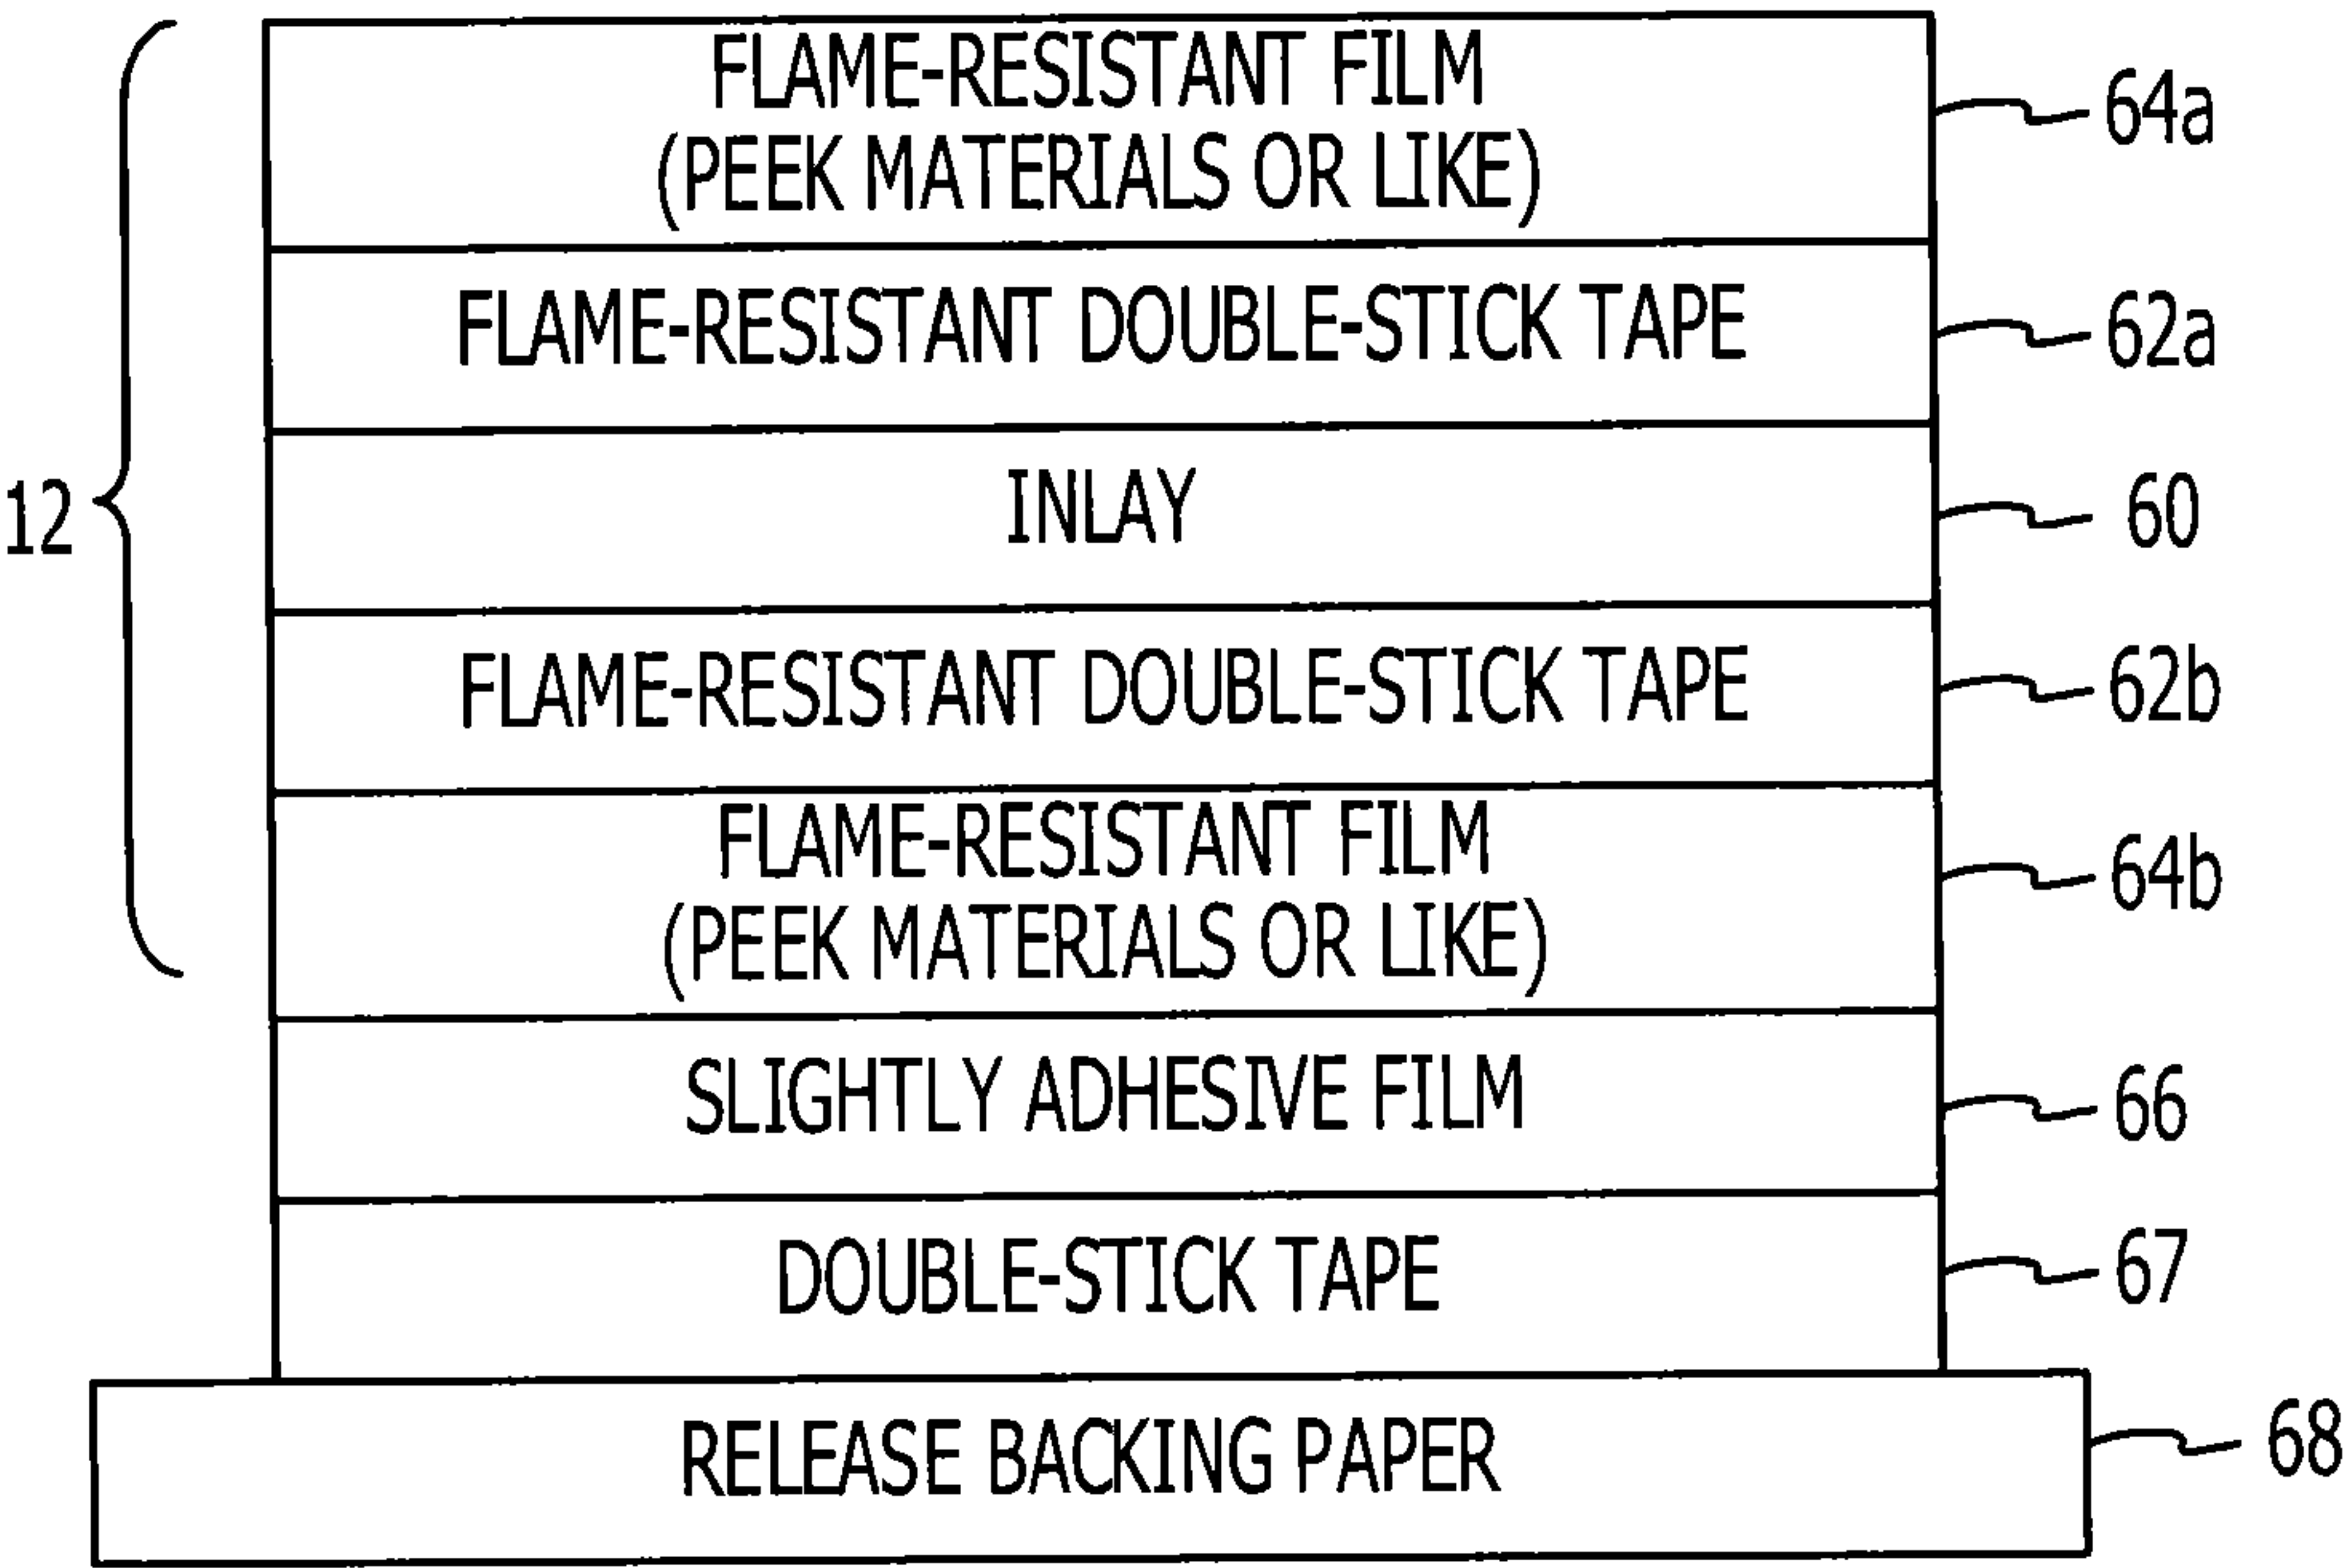 FLAME-RESISTANT FILM
(PEEK MATERIALS OR LIKE)
64a
FLAME-RESISTANT DOUBLE-STICK TAPE
62a
12
INLAY
60
FLAME-RESISTANT DOUBLE-STICK TAPE
62b
FLAME-RESISTANT FILM
(PEEK MATERIALS OR LIKE)
64b
SLIGHTLY ADHESIVE FILM
66
DOUBLE-STICK TAPE
67
RELEASE BACKING PAPER
68